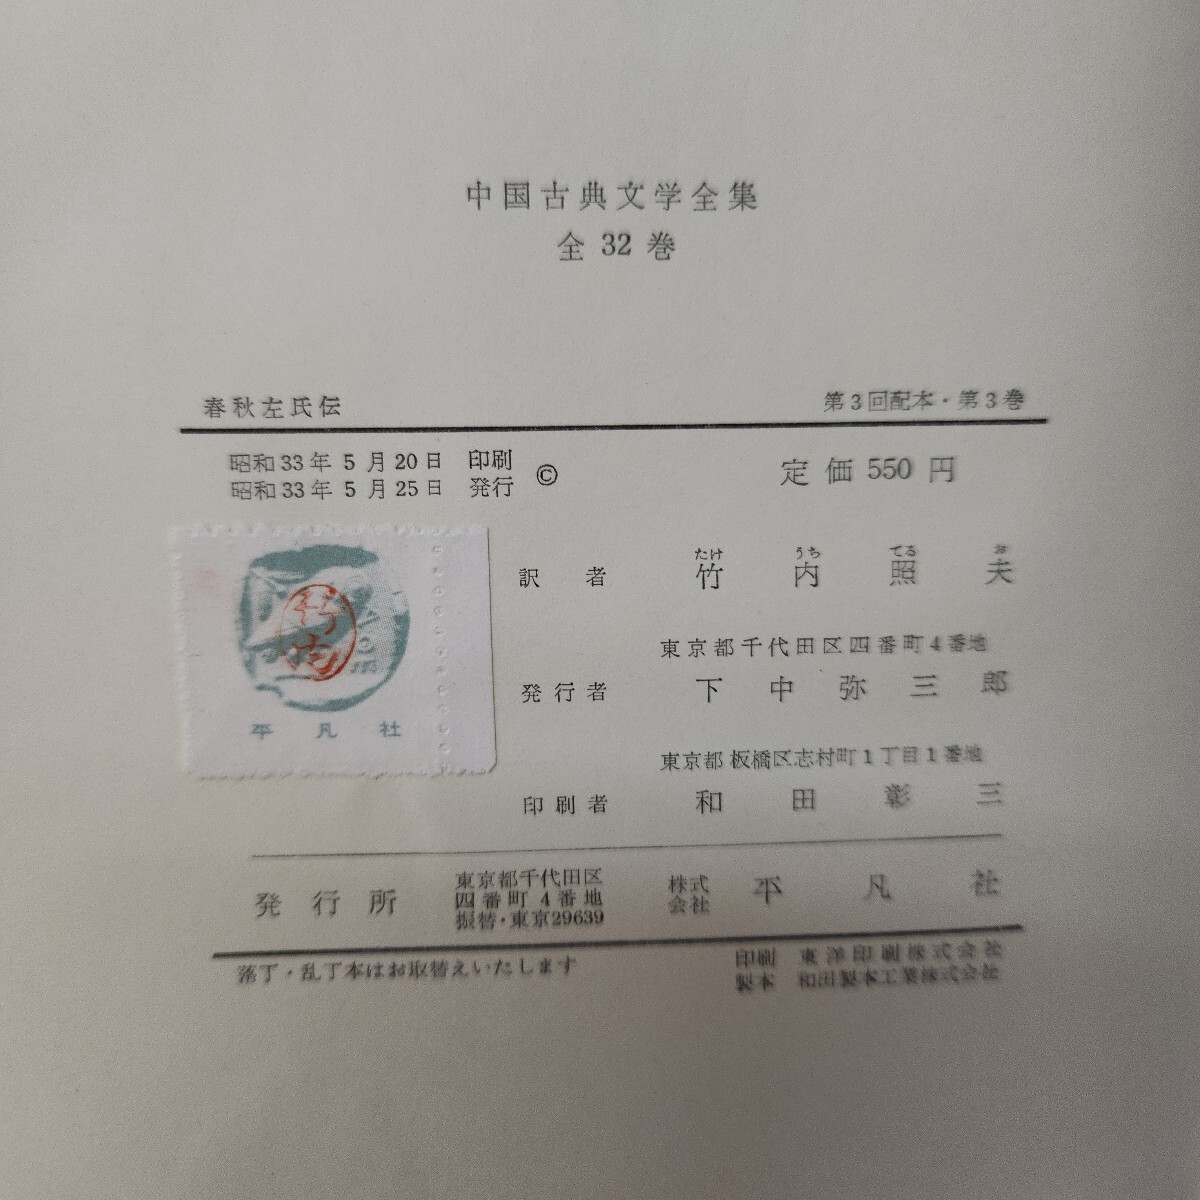 中国古典文学全集
全32巻
春秋左氏伝
第3回配本・第3巻
昭和33年5月20日 印刷
昭和33年5月25日 発行
©
定価550円
たけ うち てる お
訳者 竹内照夫
東京都千代田区四番町4番地
発行者 下中弥三郎
東京都板橋区志村町1丁目1番地
印刷者 和田彰三
竹内
平凡社
発行所
東京都千代田区
四番町4番地
振替・東京29639
株式
会社
平凡社
落丁・乱丁本はお取替えいたします
印刷 東洋印刷株式会社
製本 和田製本工業株式会社